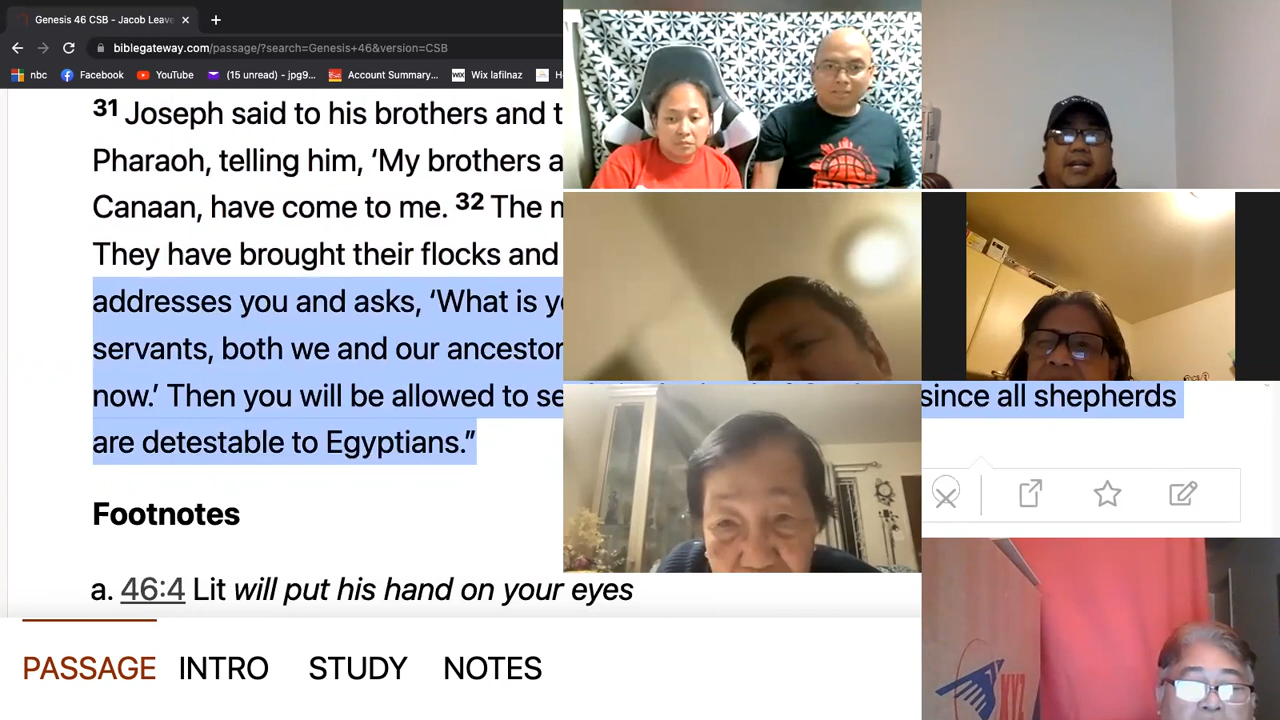 Genesis 46 CSB - Jacob Leave
biblegateway.com/passage/?search=Genesis+46&version=CSB
nbc Facebook YouTube (15 unread) - jpg9... Account Summary... WiX Wix lafilnaz H
31 Joseph said to his brothers and t
Pharaoh, telling him, ‘My brothers a
Canaan, have come to me. 32 The m
They have brought their flocks and
addresses you and asks, ‘What is yo
servants, both we and our ancestor
now.’ Then you will be allowed to se since all shepherds
are detestable to Egyptians.”
Footnotes
a. 46:4 Lit will put his hand on your eyes
PASSAGE INTRO STUDY NOTES
XYZ